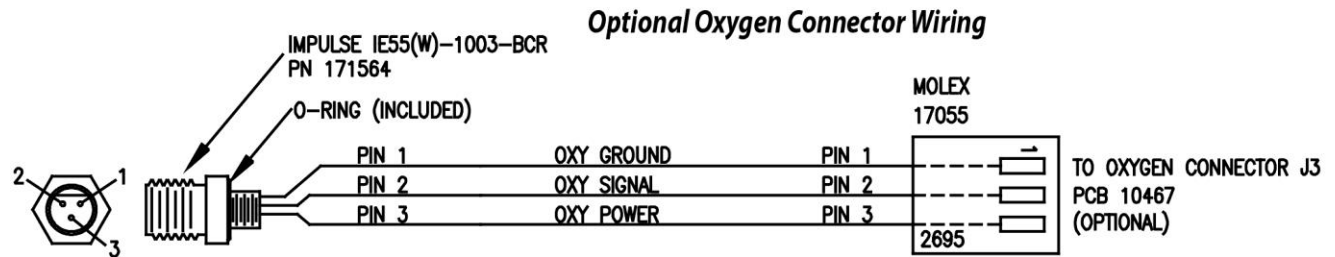 Optional Oxygen Connector Wiring
IMPULSE IE55(W)-1003-BCR
PN 171564
O-RING (INCLUDED)
MOLEX
17055
2 1
3
PIN 1 OXY GROUND PIN 1
PIN 2 OXY SIGNAL PIN 2
PIN 3 OXY POWER PIN 3
1
2695
TO OXYGEN CONNECTOR J3
PCB 10467
(OPTIONAL)